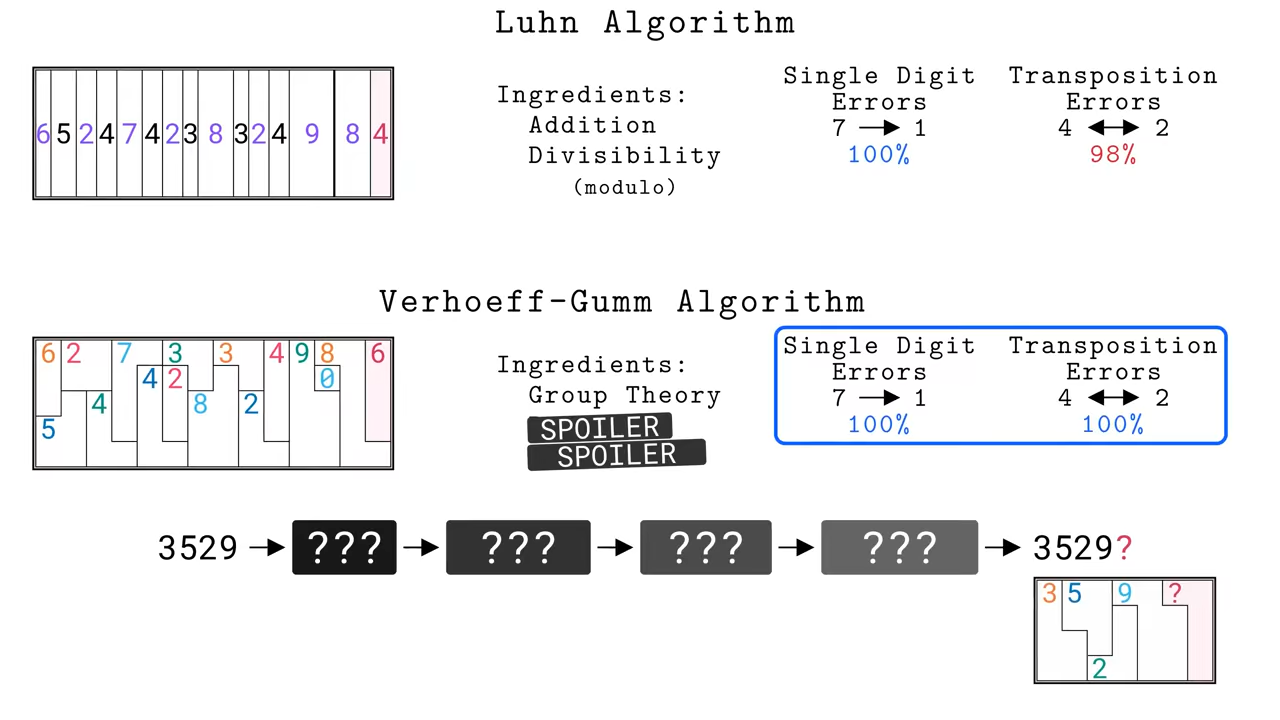 Luhn Algorithm
6 5 2 4 7 4 2 3 8 3 2 4 9 8 4
Ingredients:
Addition
Divisibility
(modulo)
Single Digit
Errors
7 → 1
100%
Transposition
Errors
4 ↔ 2
98%
Verhoeff-Gumm Algorithm
6 2 7 3 3 4 9 8 6
4 2 0
4 8 2
5
Ingredients:
Group Theory
SPOILER
SPOILER
Single Digit
Errors
7 → 1
100%
Transposition
Errors
4 ↔ 2
100%
3529 → ??? → ??? → ??? → ??? → 3529?
3 5 9 ?
2